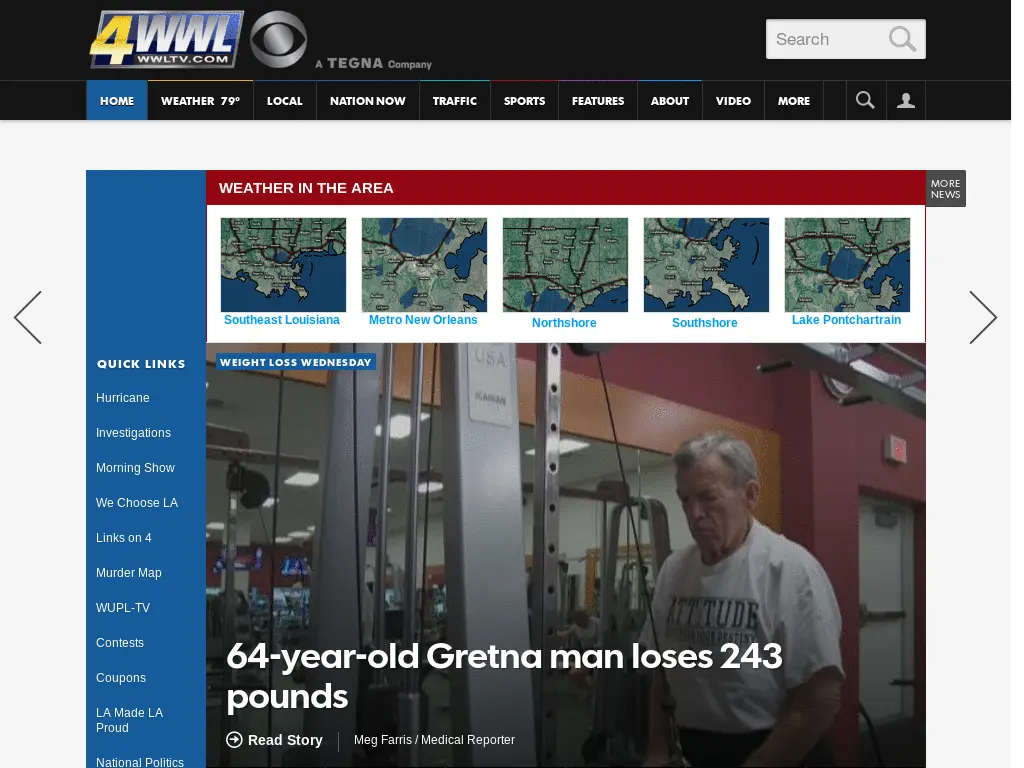 4WWL
WWLTV.COM
A TEGNA Company
Search
HOME
WEATHER 79°
LOCAL
NATION NOW
TRAFFIC
SPORTS
FEATURES
ABOUT
VIDEO
MORE
WEATHER IN THE AREA
MORE
NEWS
Southeast Louisiana
Metro New Orleans
Northshore
Southshore
Lake Pontchartrain
QUICK LINKS
Hurricane
Investigations
Morning Show
We Choose LA
Links on 4
Murder Map
WUPL-TV
Contests
Coupons
LA Made LA
Proud
National Politics
WEIGHT LOSS WEDNESDAY
USA
ATTITUDE
64-year-old Gretna man loses 243
pounds
Read Story
Meg Farris / Medical Reporter